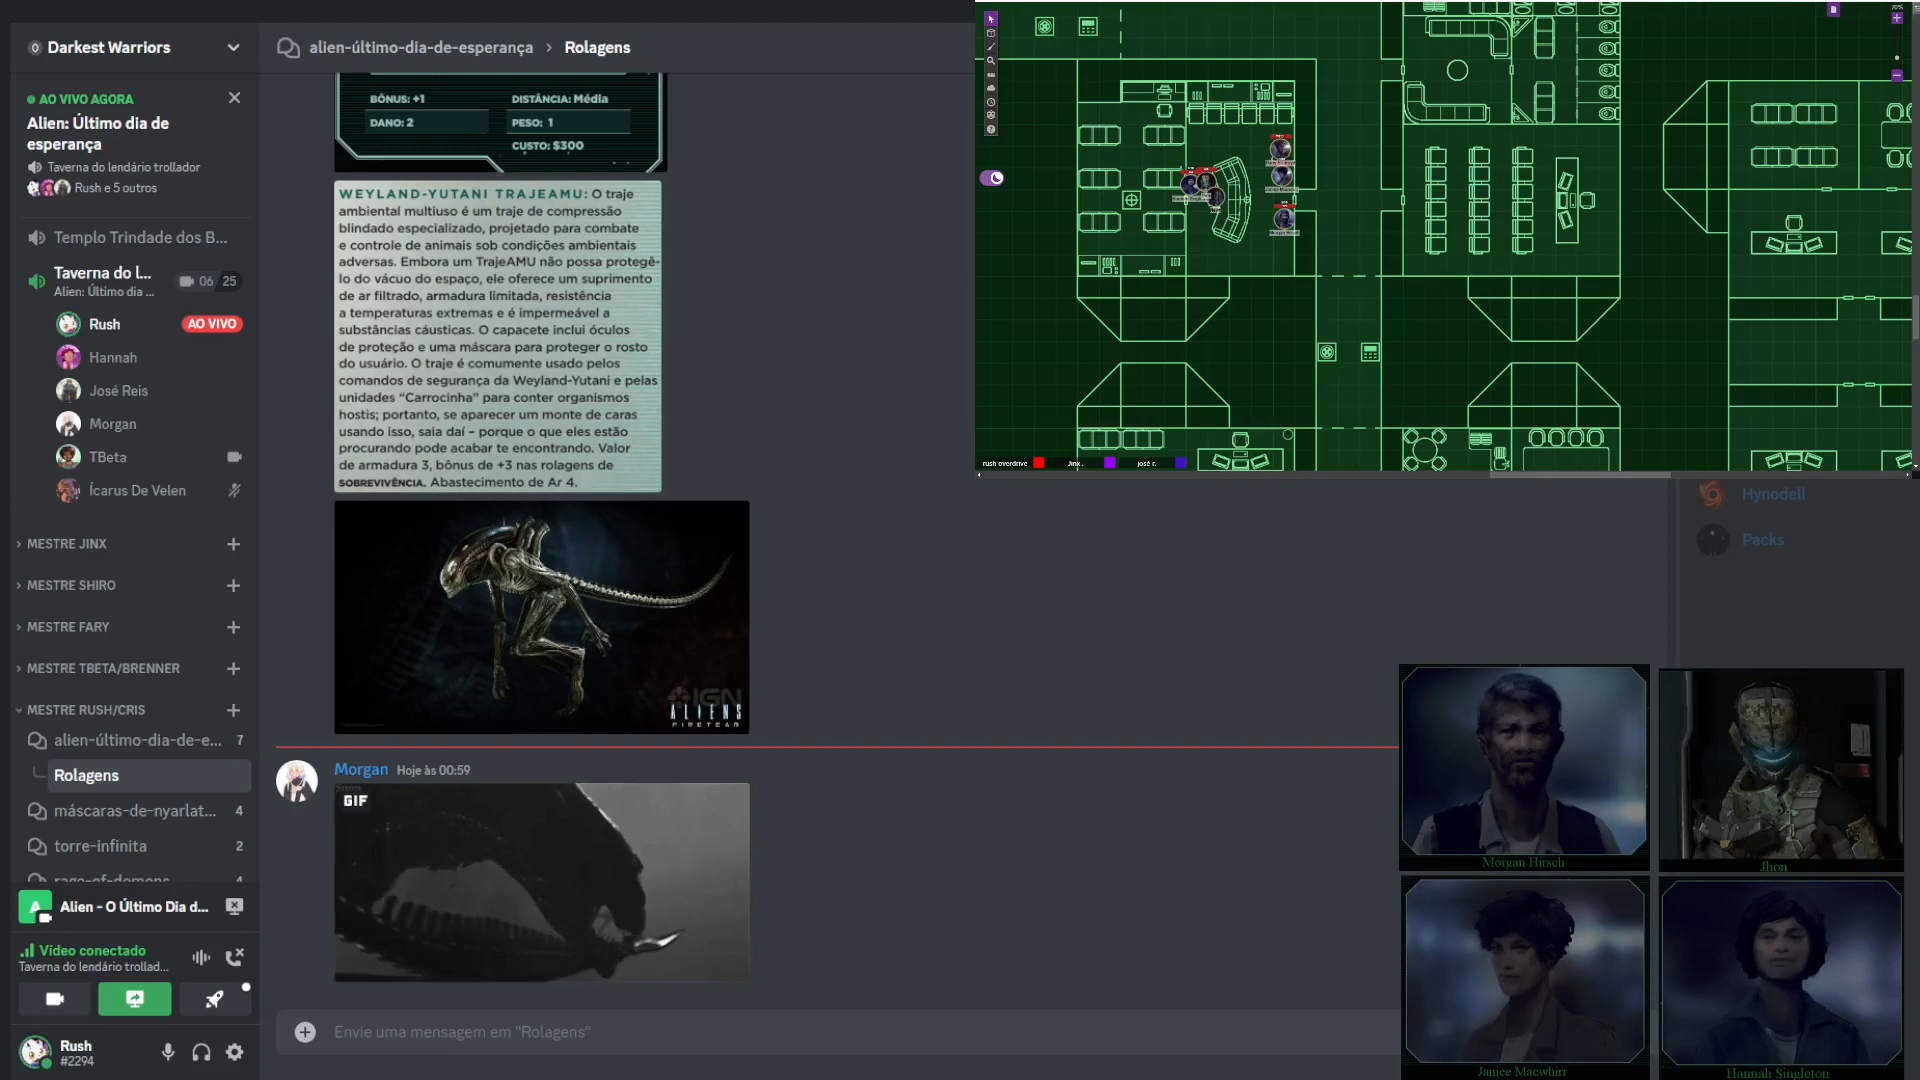 Darkest Warriors
AO VIVO AGORA
Alien: Último dia de
esperança
Taverna do lendário trollador
Rush e 5 outros
Templo Trindade dos B...
Taverna do l...
Alien: Último dia ...
06 25
Rush
AO VIVO
Hannah
José Reis
Morgan
TBeta
Ícarus De Velen
MESTRE JINX
MESTRE SHIRO
MESTRE FARY
MESTRE TBETA/BRENNER
MESTRE RUSH/CRIS
alien-último-dia-de-e... 7
Rolagens
máscaras-de-nyarlat... 4
torre-infinita 2
rage-of-demons 4
A
Alien - O Último Dia d...
Vídeo conectado
Taverna do lendário trollad...
Rush
#2294
alien-último-dia-de-esperança > Rolagens
BÔNUS: +1
DISTÂNCIA: Média
DANO: 2
PESO: 1
CUSTO: $300
WEYLAND-YUTANI TRAJEAMU: O traje
ambiental multiuso é um traje de compressão
blindado especializado, projetado para combate
e controle de animais sob condições ambientais
adversas. Embora um TrajeAMU não possa protegê-
lo do vácuo do espaço, ele oferece um suprimento
de ar filtrado, armadura limitada, resistência
a temperaturas extremas e é impermeável a
substâncias cáusticas. O capacete inclui óculos
de proteção e uma máscara para proteger o rosto
do usuário. O traje é comumente usado pelos
comandos de segurança da Weyland-Yutani e pelas
unidades “Carrocinha” para conter organismos
hostis; portanto, se aparecer um monte de caras
usando isso, saia daí – porque o que eles estão
procurando pode acabar te encontrando. Valor
de armadura 3, bônus de +3 nas rolagens de
SOBREVIVÊNCIA. Abastecimento de Ar 4.
IGN
ALIENS
FIRETEAM
Morgan Hoje às 00:59
GIF
Envie uma mensagem em "Rolagens"
70%
rush overdrive
Jinx .
josé r.
Hynodell
Packs
Morgan Hirsch
Jhon
Janice Macwhirr
Hannah Singleton